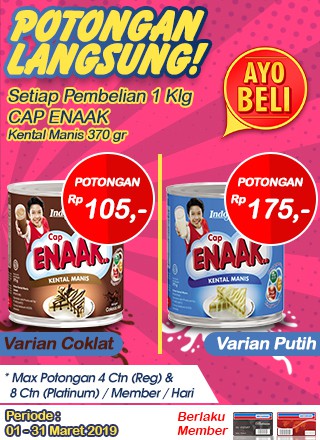 POTONGAN
LANGSUNG!
Setiap Pembelian 1 Klg
CAP ENAAK
Kental Manis 370 gr
AYO
BELI
POTONGAN
Rp 105,-
POTONGAN
Rp 175,-
Cap
ENAAK..
KENTAL MANIS
Cap
ENAAK..
KENTAL MANIS
Varian Coklat
Varian Putih
* Max Potongan 4 Ctn (Reg) &
8 Ctn (Platinum) / Member / Hari
Periode :
01 - 31 Maret 2019
Berlaku
Member